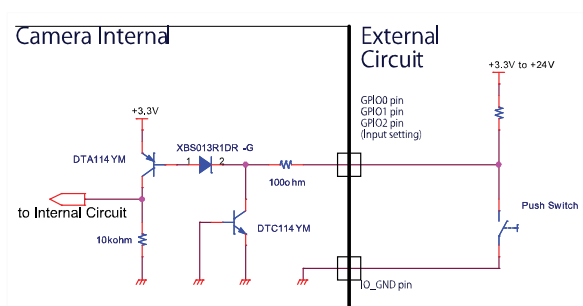 Camera Internal
External
Circuit
+3.3V to +24V
GPIO0 pin
GPIO1 pin
GPIO2 pin
(Input setting)
+3.3V
XBS013R1DR -G
DTA114YM
1
2
100ohm
to Internal Circuit
Push Switch
10kohm
DTC114YM
IO_GND pin